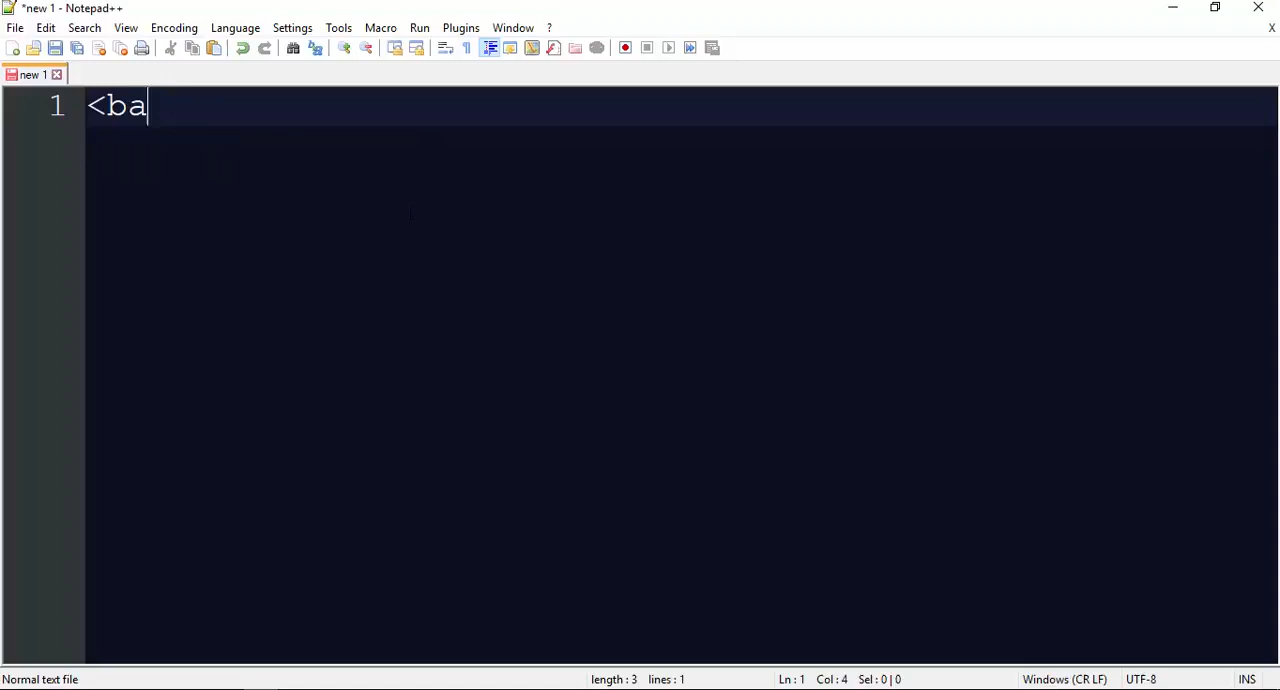 *new 1 - Notepad++
File Edit Search View Encoding Language Settings Tools Macro Run Plugins Window ? X
new 1
1 <ba
Normal text file length : 3 lines : 1 Ln : 1 Col : 4 Sel : 0 | 0 Windows (CR LF) UTF-8 INS